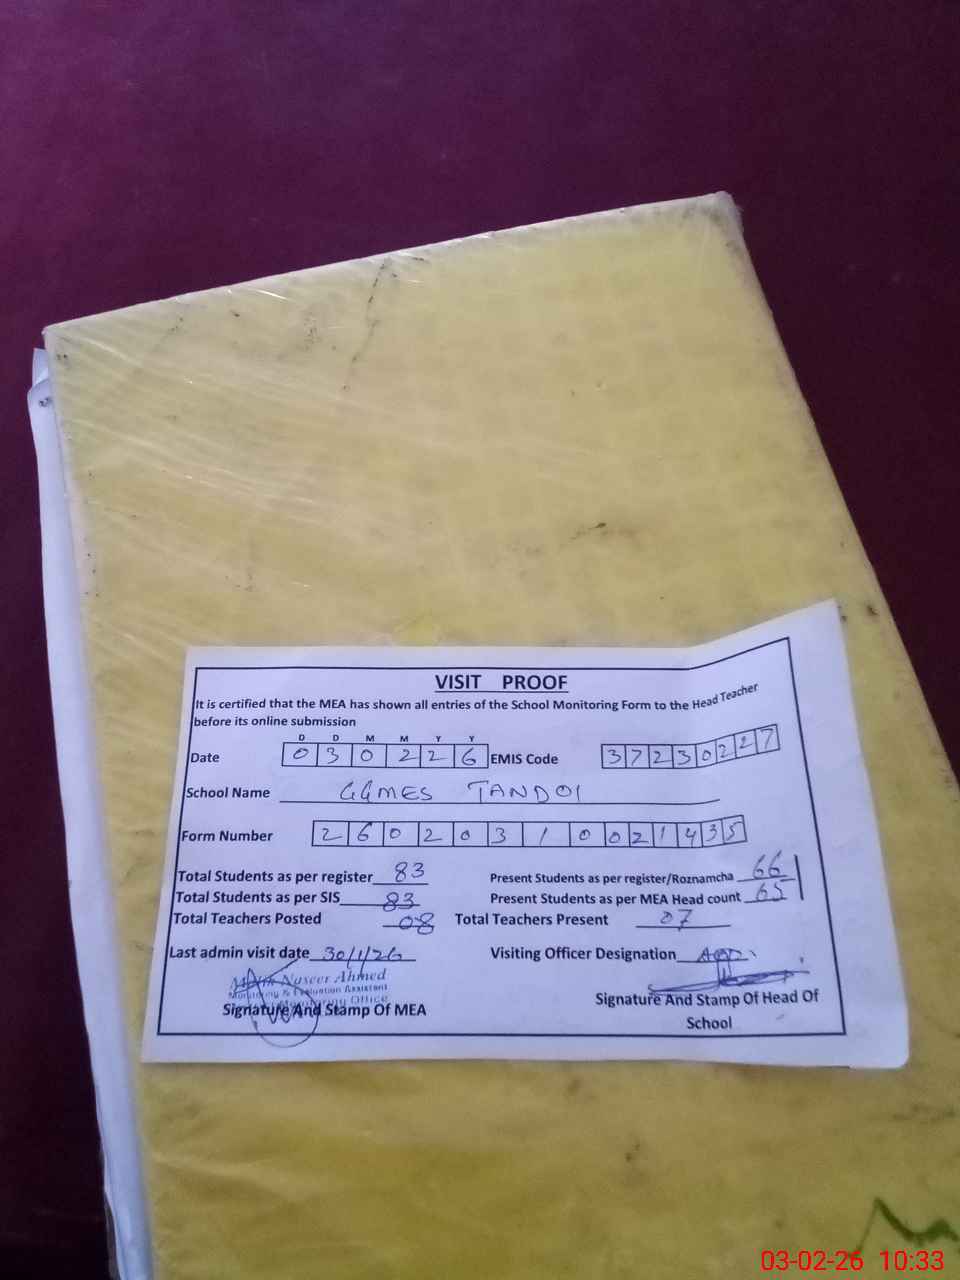 VISIT PROOF
It is certified that the MEA has shown all entries of the School Monitoring Form to the Head Teacher
before its online submission
D D M M Y Y
Date 0 3 0 2 2 6 EMIS Code 3 7 2 3 0 2 2 7
School Name GGMES TANDOI
Form Number 2 6 0 2 0 3 1 0 0 2 1 4 3 5
Total Students as per register 83 Present Students as per register/Roznamcha 66
Total Students as per SIS 83 Present Students as per MEA Head count 65
Total Teachers Posted 08 Total Teachers Present 07
Last admin visit date 30/1/26 Visiting Officer Designation
Malik Naseer Ahmed
Monitoring & Evaluation Assistant
Monitoring Office
Signature And Stamp Of MEA Signature And Stamp Of Head Of
School
03-02-26 10:33